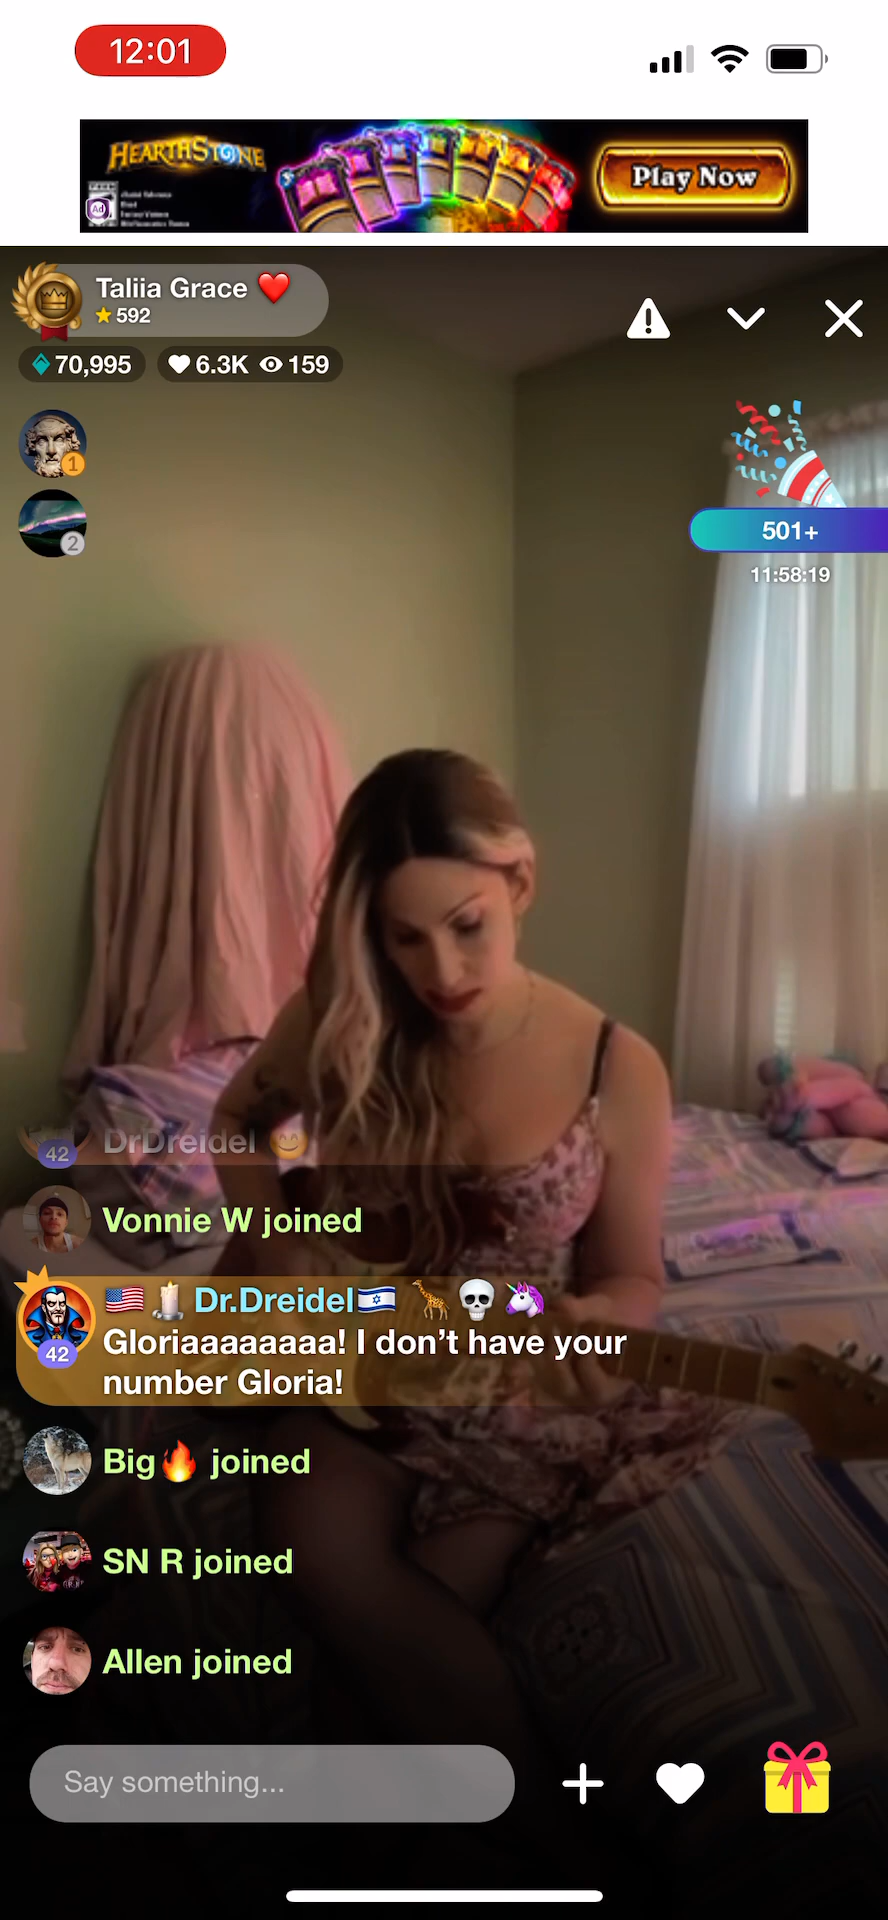 12:01
HEARTHSTONE
Play Now
Ad
Taliia Grace ❤️
592
70,995
6.3K
159
1
2
501+
11:58:19
42
DrDreidel 😊
Vonnie W joined
🇺🇸🕯️Dr.Dreidel🇮🇱🦒💀🦄
42
Gloriaaaaaaaa! I don’t have your
number Gloria!
Big🔥 joined
SN R joined
Allen joined
Say something...